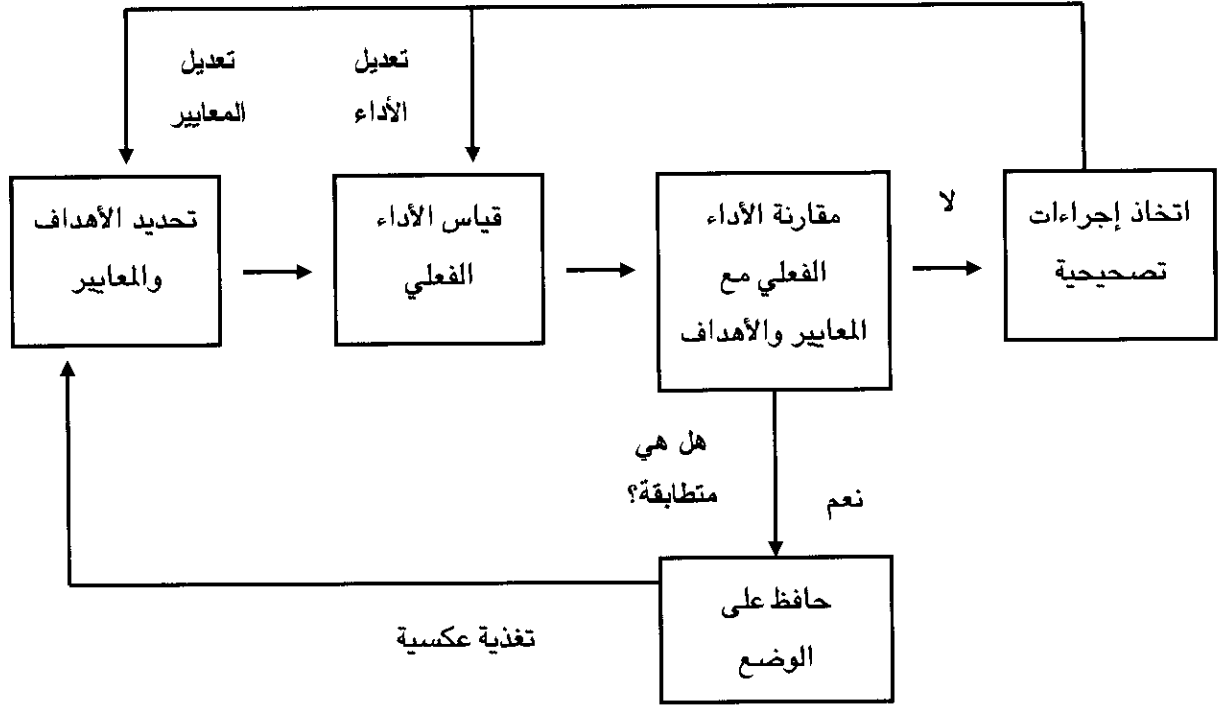 تعديل
المعايير
تعديل
الأداء
تحديد الأهداف
والمعايير
قياس الأداء
الفعلي
مقارنة الأداء
الفعلي مع
المعايير والأهداف
لا
اتخاذ إجراءات
تصحيحية
هل هي
متطابقة؟
نعم
حافظ على
الوضع
تغذية عكسية